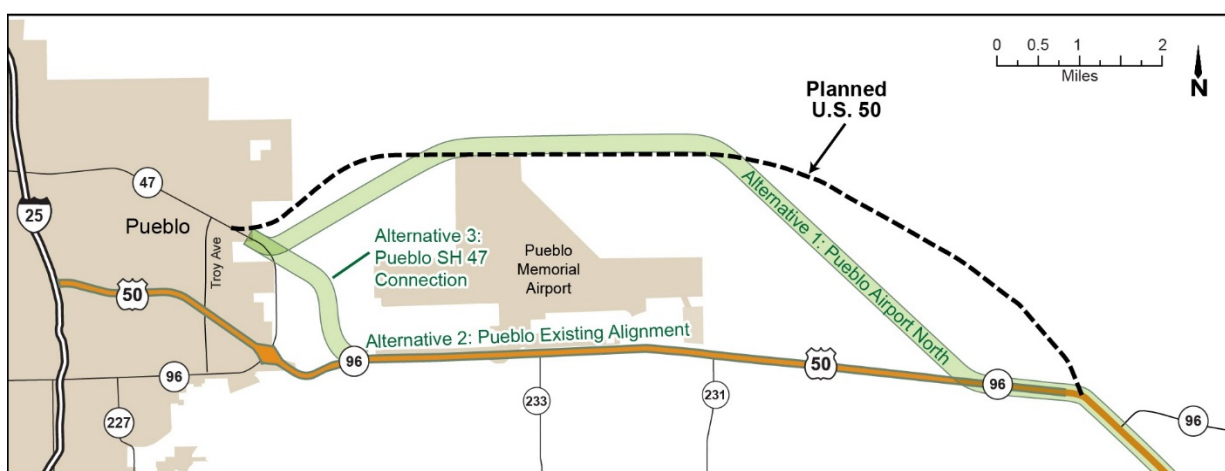 0 0.5 1 2
Miles
N
Planned
U.S. 50
47
25
Pueblo
Troy Ave
Alternative 3:
Pueblo SH 47
Connection
Pueblo
Memorial
Airport
Alternative 1: Pueblo Airport North
50
Alternative 2: Pueblo Existing Alignment
96
50
96
96
233
231
227
96